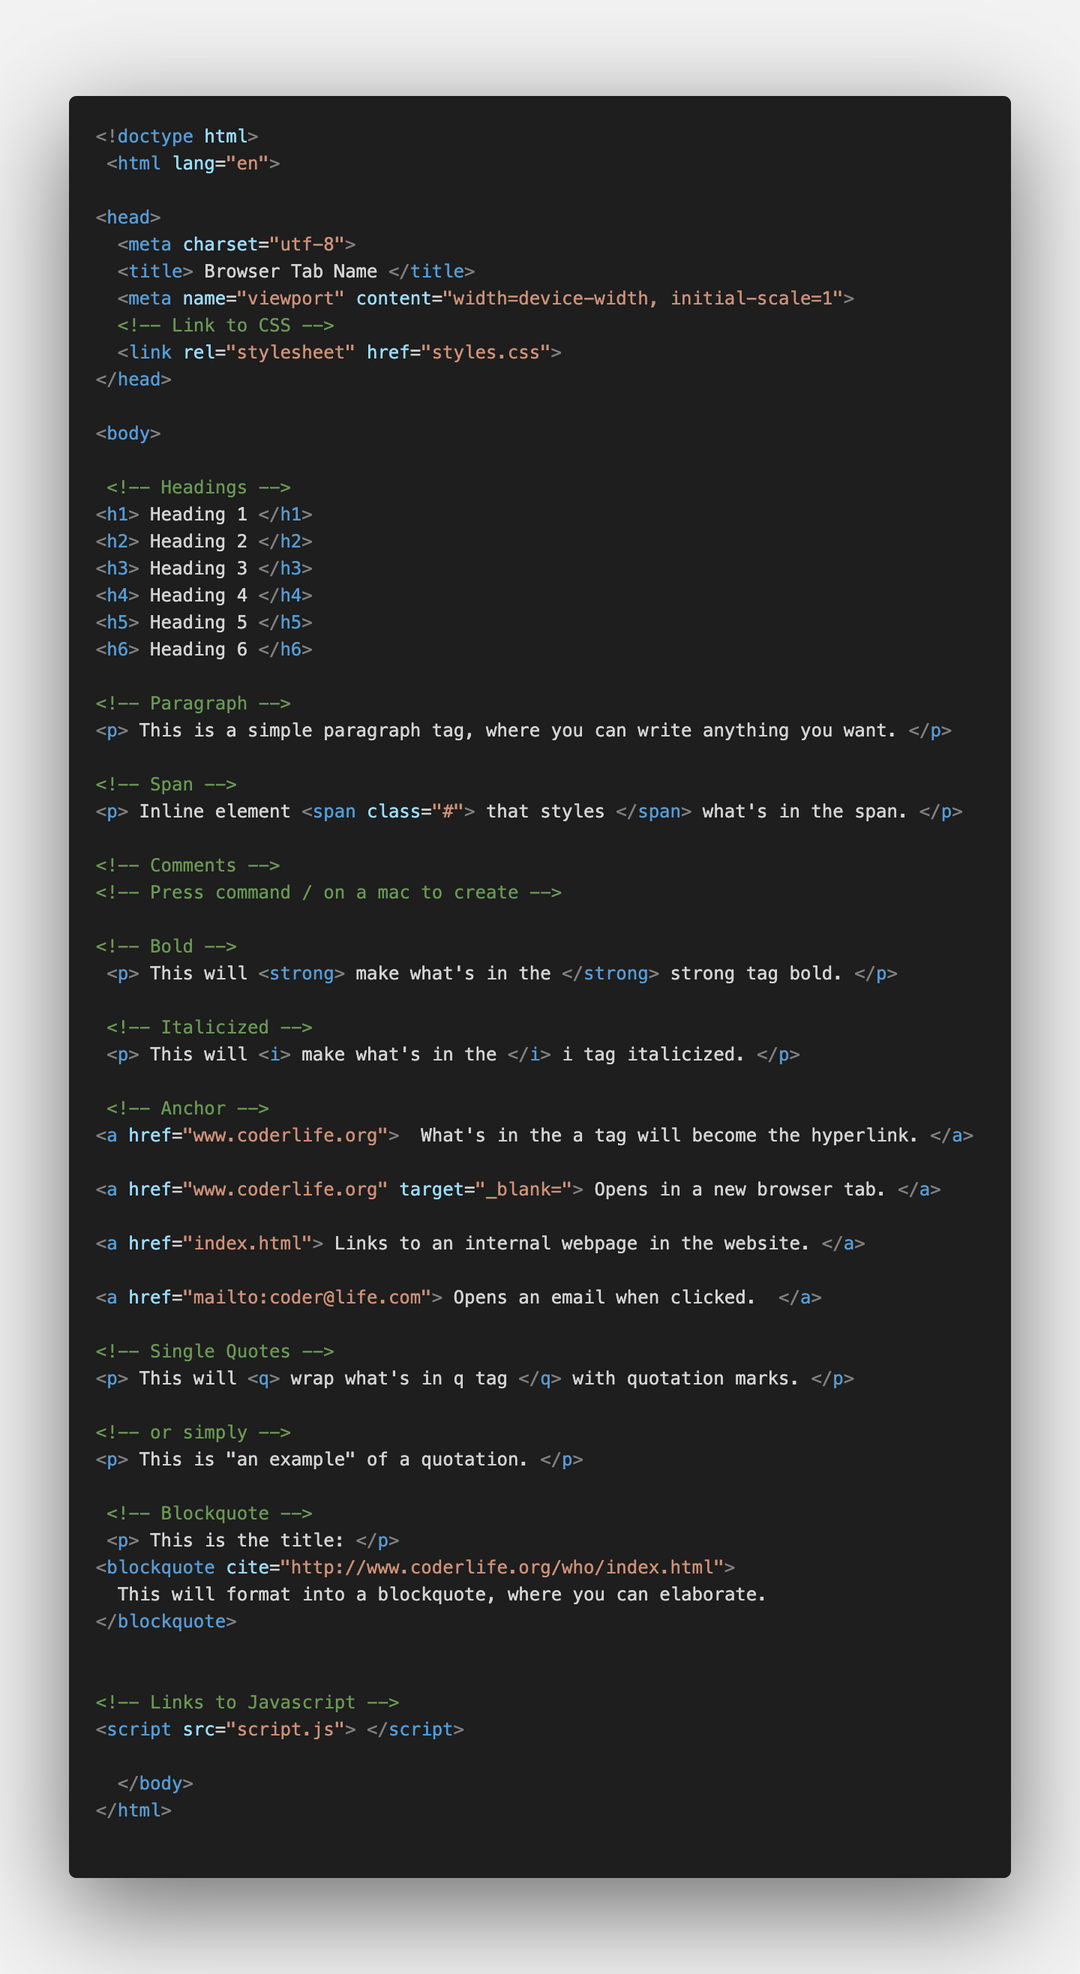 <!doctype html>
<html lang="en">
<head>
<meta charset="utf-8">
<title> Browser Tab Name </title>
<meta name="viewport" content="width=device-width, initial-scale=1">
<!-- Link to CSS -->
<link rel="stylesheet" href="styles.css">
</head>
<body>
<!-- Headings -->
<h1> Heading 1 </h1>
<h2> Heading 2 </h2>
<h3> Heading 3 </h3>
<h4> Heading 4 </h4>
<h5> Heading 5 </h5>
<h6> Heading 6 </h6>
<!-- Paragraph -->
<p> This is a simple paragraph tag, where you can write anything you want. </p>
<!-- Span -->
<p> Inline element <span class="#"> that styles </span> what's in the span. </p>
<!-- Comments -->
<!-- Press command / on a mac to create -->
<!-- Bold -->
<p> This will <strong> make what's in the </strong> strong tag bold. </p>
<!-- Italicized -->
<p> This will <i> make what's in the </i> i tag italicized. </p>
<!-- Anchor -->
<a href="www.coderlife.org">  What's in the a tag will become the hyperlink. </a>
<a href="www.coderlife.org" target="_blank="> Opens in a new browser tab. </a>
<a href="index.html"> Links to an internal webpage in the website. </a>
<a href="mailto:coder@life.com"> Opens an email when clicked.  </a>
<!-- Single Quotes -->
<p> This will <q> wrap what's in q tag </q> with quotation marks. </p>
<!-- or simply -->
<p> This is "an example" of a quotation. </p>
<!-- Blockquote -->
<p> This is the title: </p>
<blockquote cite="http://www.coderlife.org/who/index.html">
This will format into a blockquote, where you can elaborate.
</blockquote>
<!-- Links to Javascript -->
<script src="script.js"> </script>
</body>
</html>